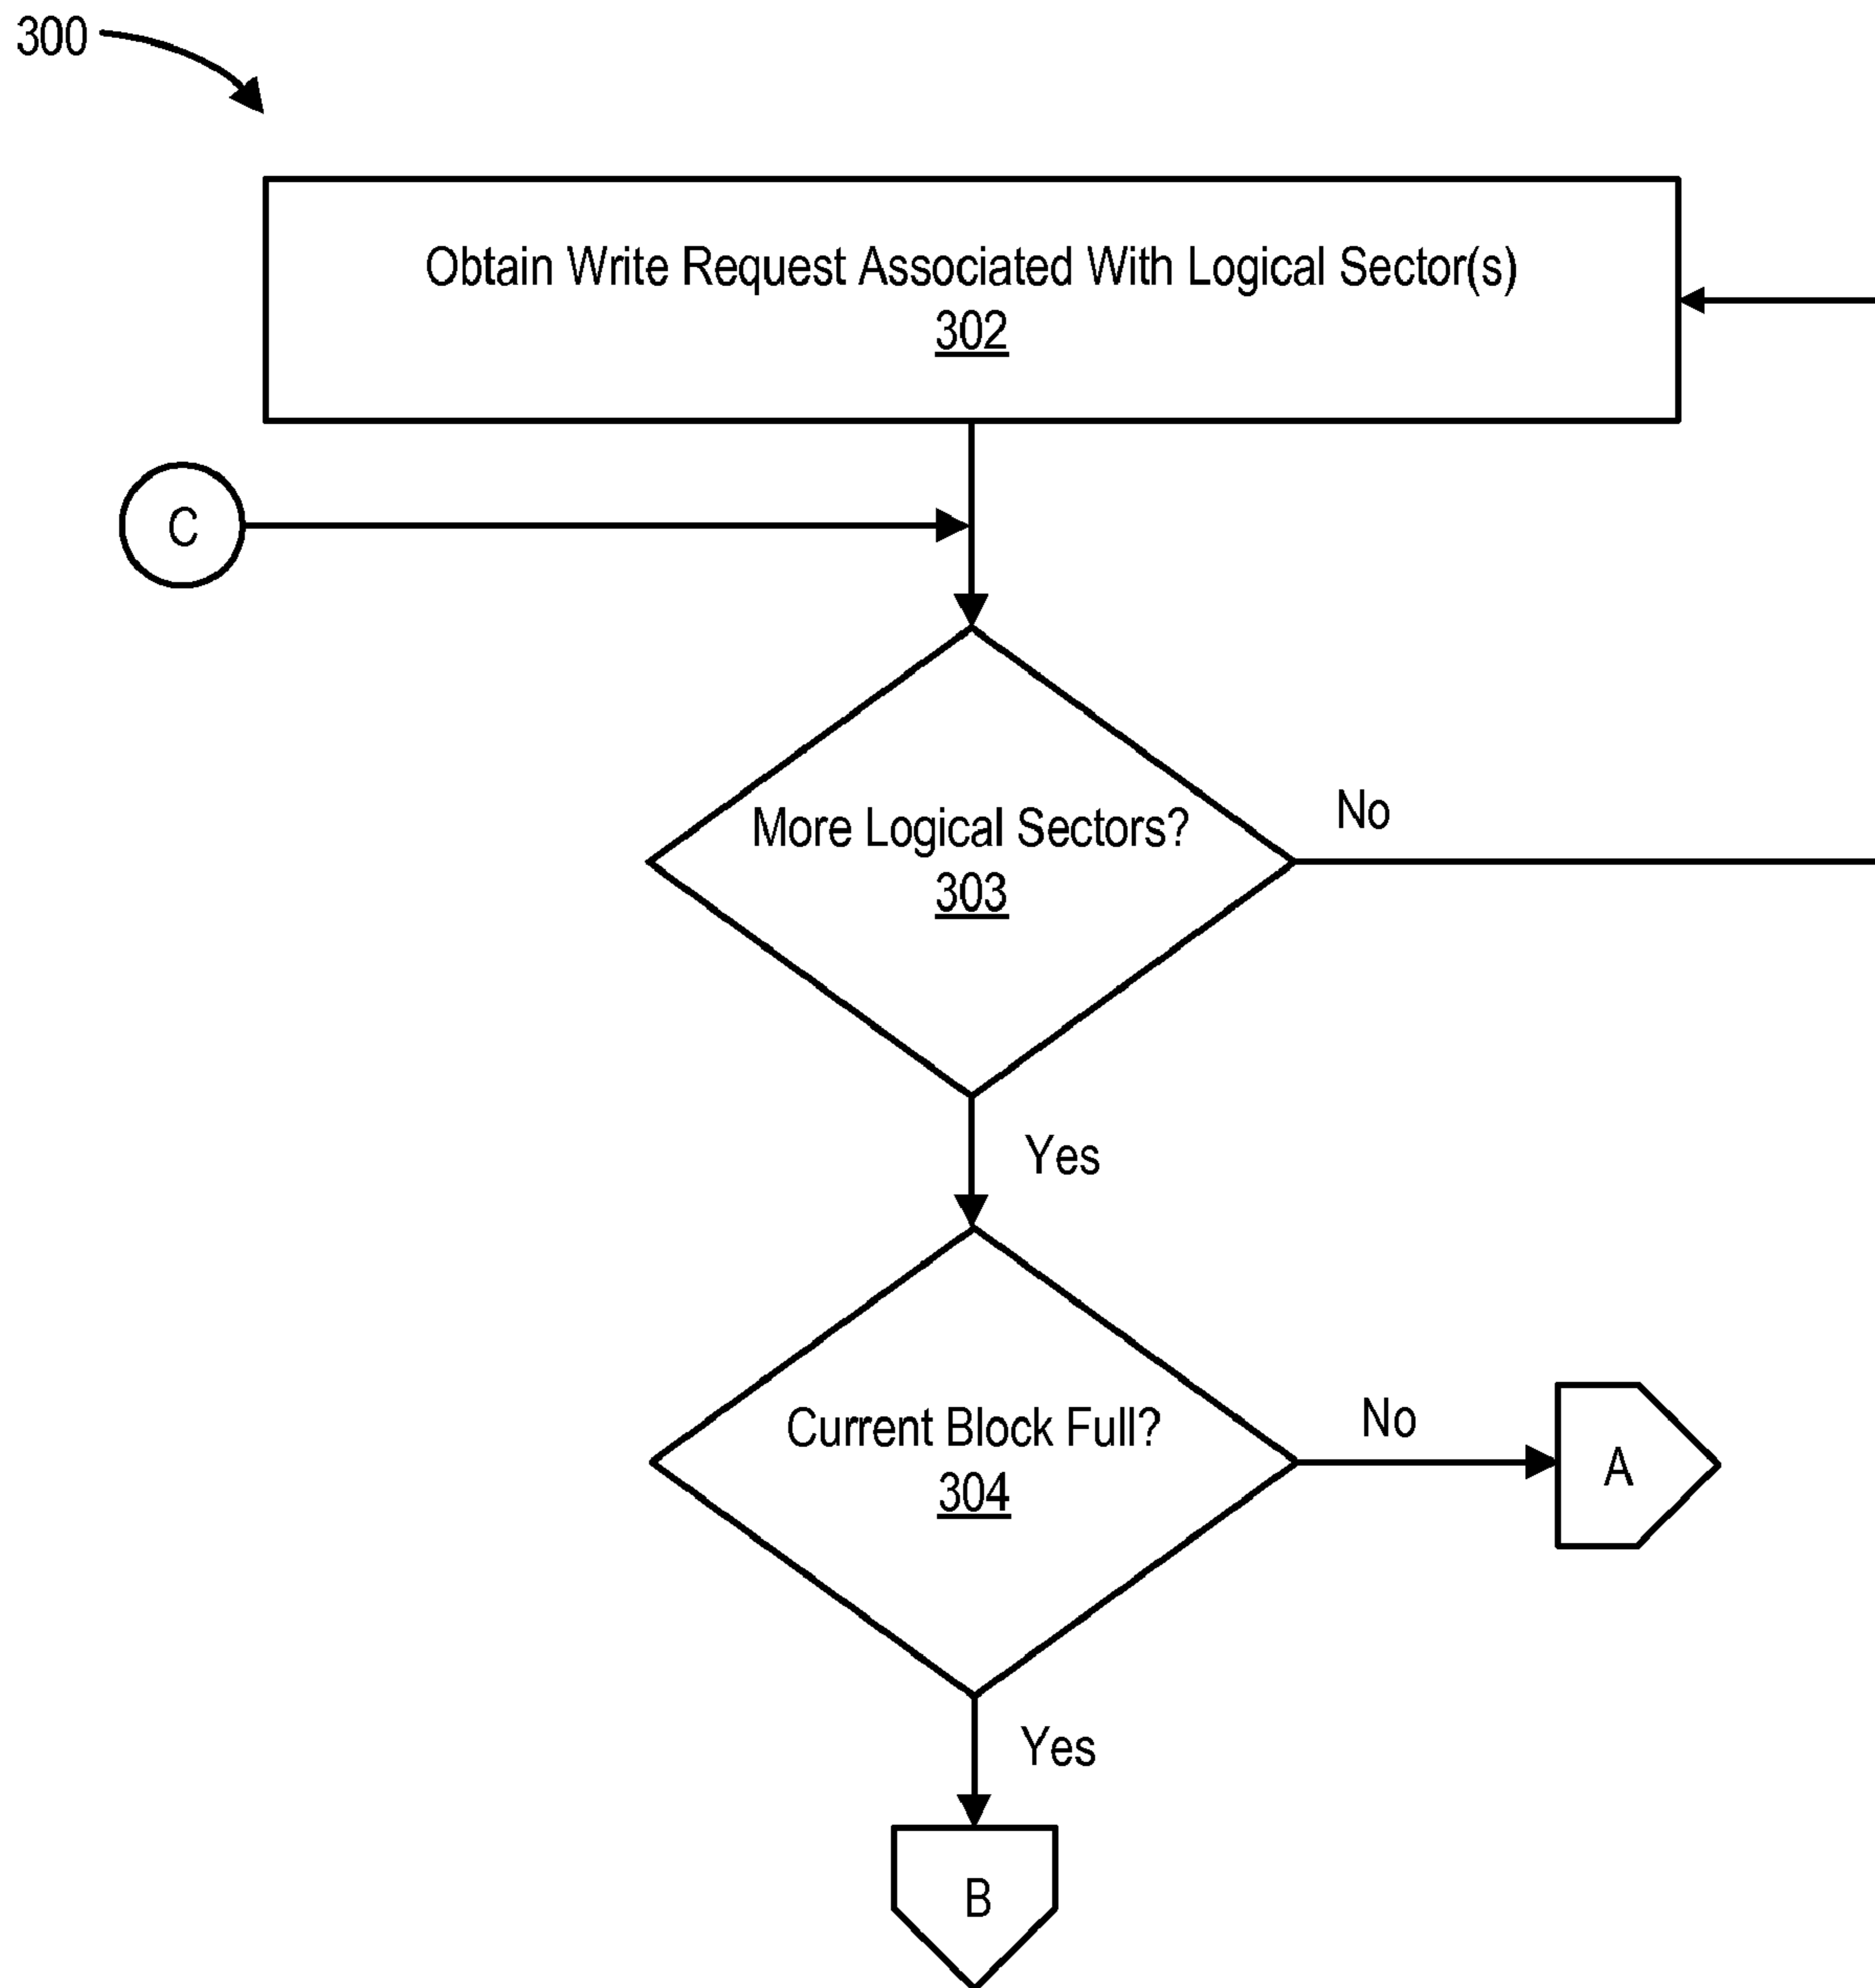 300
Obtain Write Request Associated With Logical Sector(s)
302
C
More Logical Sectors?
303
No
Yes
Current Block Full?
304
No
A
Yes
B